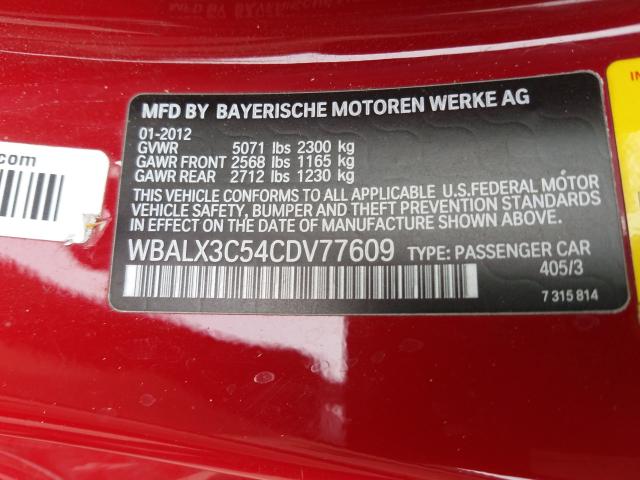 MFD BY BAYERISCHE MOTOREN WERKE AG
01-2012
GVWR 5071 lbs 2300 kg
GAWR FRONT 2568 lbs 1165 kg
GAWR REAR 2712 lbs 1230 kg
THIS VEHICLE CONFORMS TO ALL APPLICABLE U.S.FEDERAL MOTOR
VEHICLE SAFETY, BUMPER AND THEFT PREVENTION STANDARDS
IN EFFECT ON THE DATE OF MANUFACTURE SHOWN ABOVE.
WBALX3C54CDV77609 TYPE: PASSENGER CAR
405/3
7 315 814
.com
IN